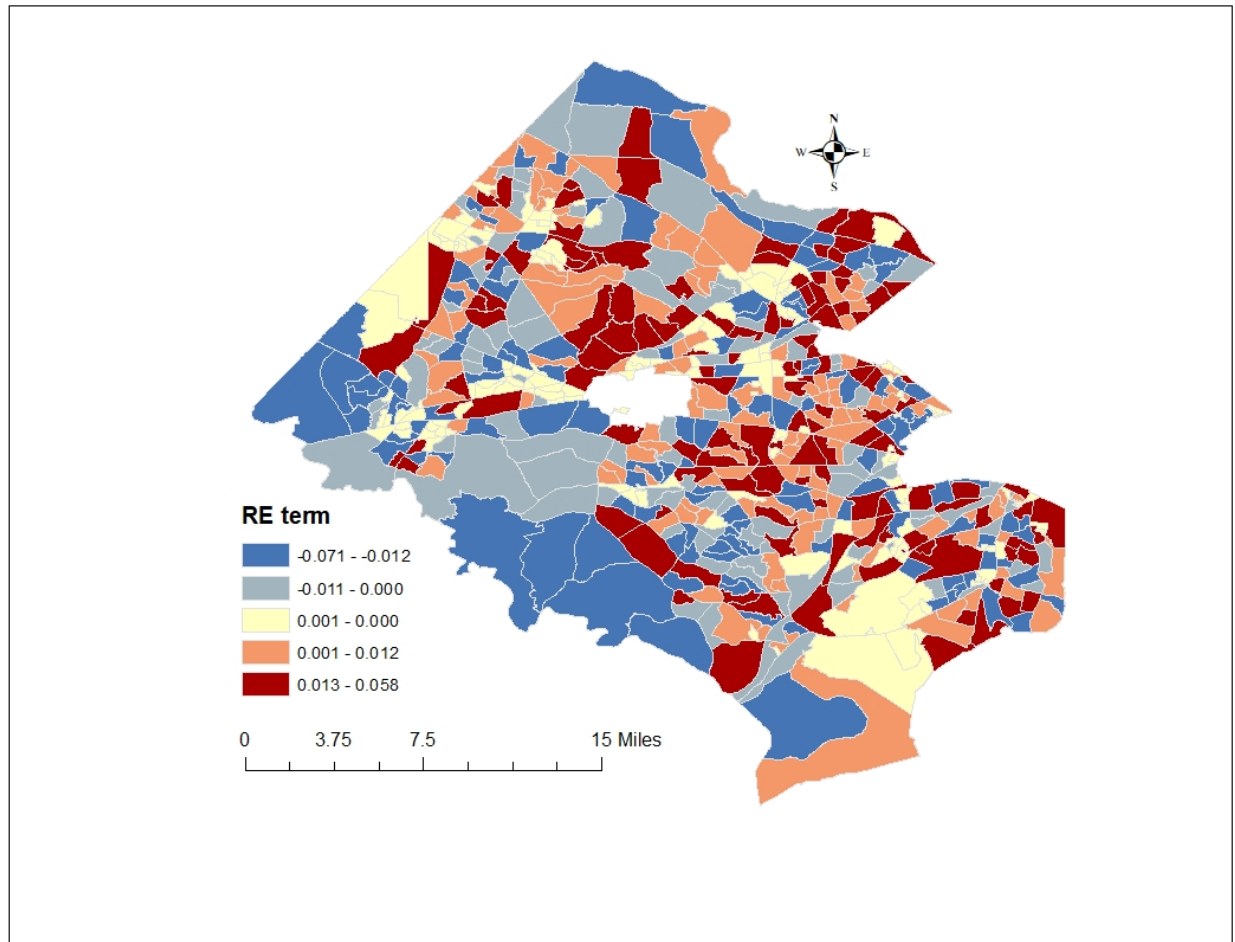 N
W E
S
RE term
-0.071 - -0.012
-0.011 - 0.000
0.001 - 0.000
0.001 - 0.012
0.013 - 0.058
0 3.75 7.5 15 Miles